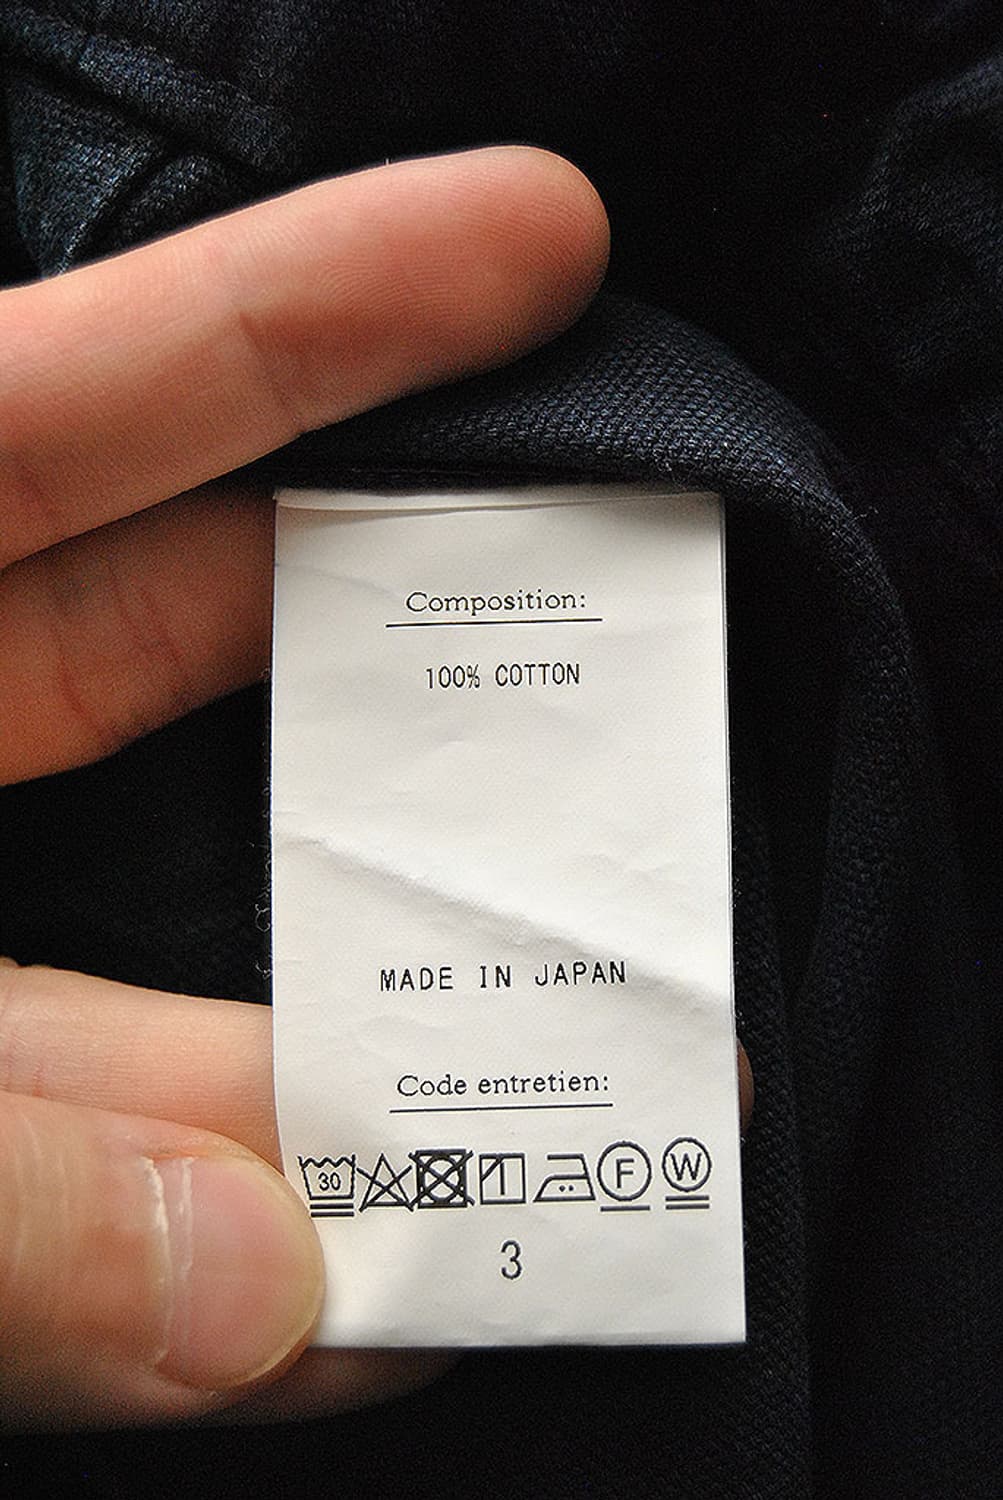 Composition:
100% COTTON
MADE IN JAPAN
Code entretien:
30 F W
3